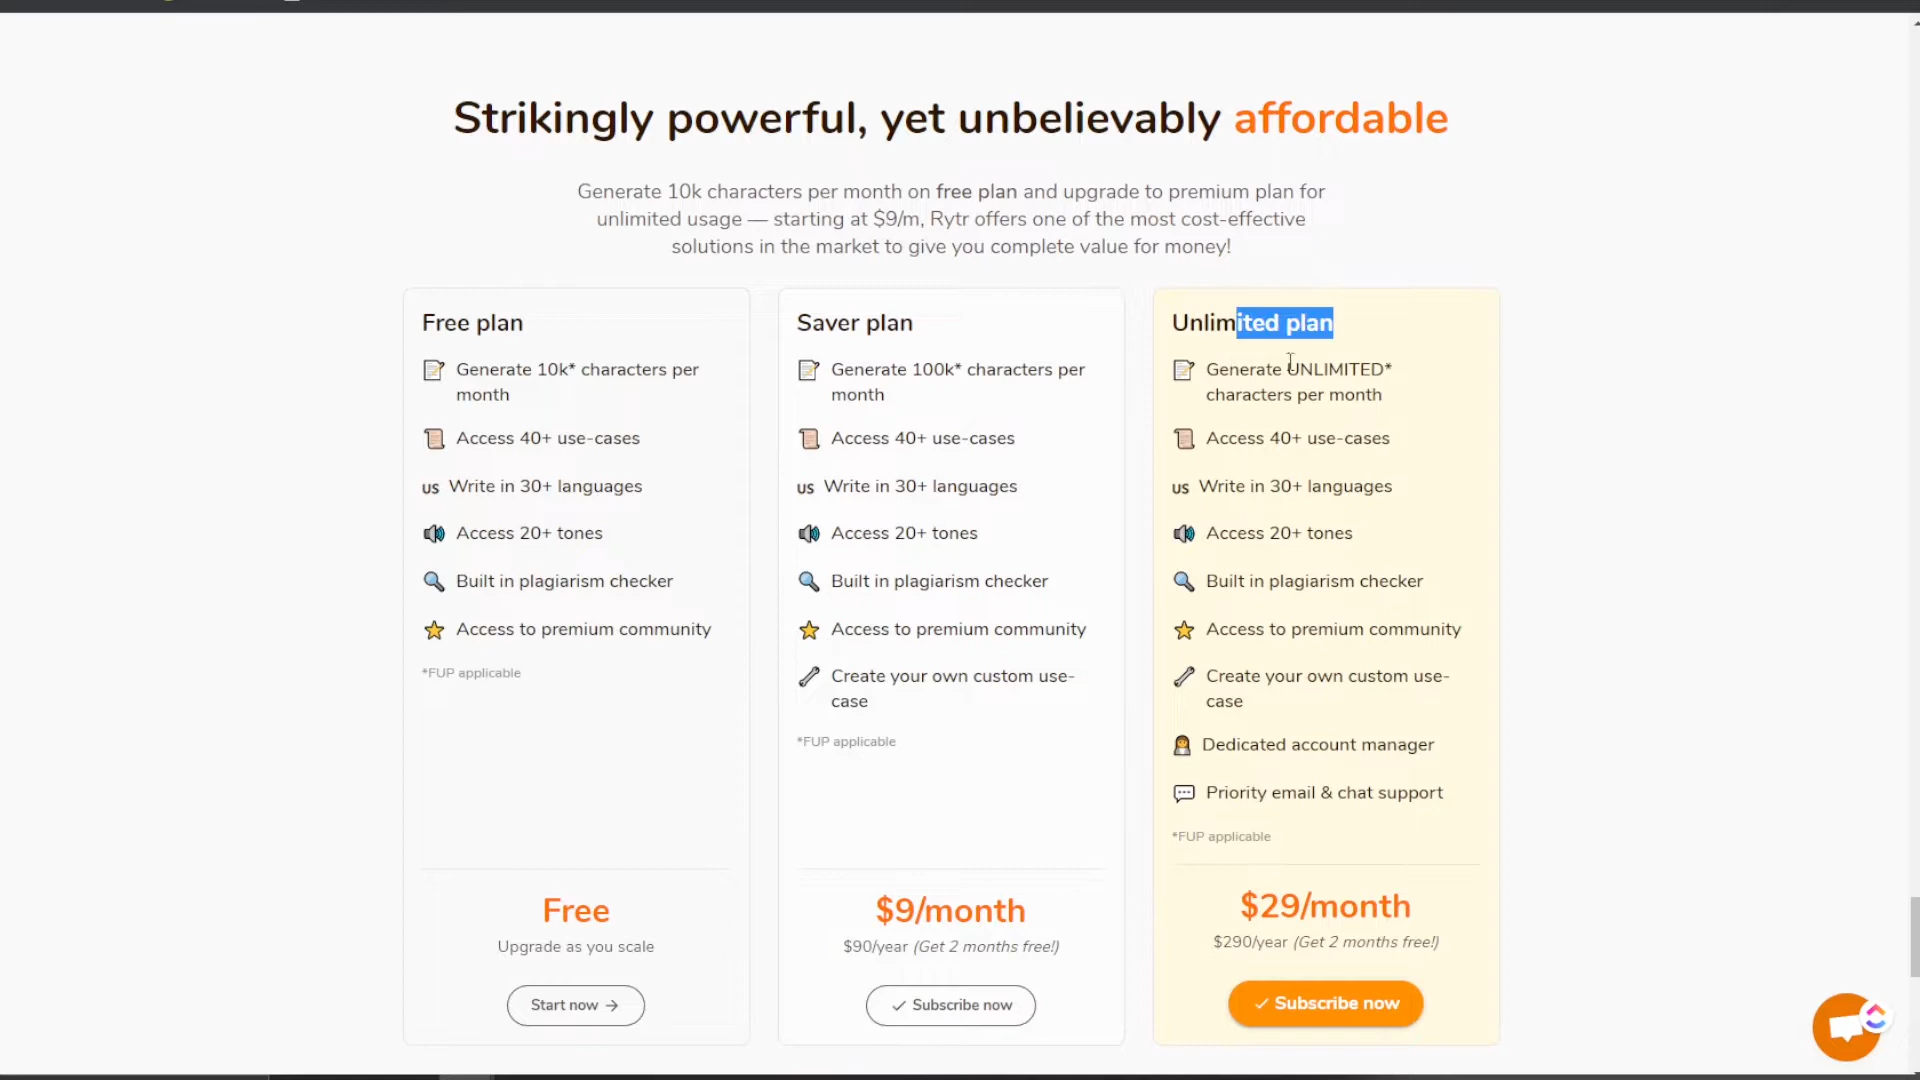 Strikingly powerful, yet unbelievably affordable
Generate 10k characters per month on free plan and upgrade to premium plan for
unlimited usage — starting at $9/m, Rytr offers one of the most cost-effective
solutions in the market to give you complete value for money!
Free plan
Generate 10k* characters per
month
Access 40+ use-cases
US Write in 30+ languages
Access 20+ tones
Built in plagiarism checker
Access to premium community
*FUP applicable
Free
Upgrade as you scale
Start now →
Saver plan
Generate 100k* characters per
month
Access 40+ use-cases
US Write in 30+ languages
Access 20+ tones
Built in plagiarism checker
Access to premium community
Create your own custom use-
case
*FUP applicable
$9/month
$90/year (Get 2 months free!)
✓ Subscribe now
Unlimited plan
Generate UNLIMITED*
characters per month
Access 40+ use-cases
US Write in 30+ languages
Access 20+ tones
Built in plagiarism checker
Access to premium community
Create your own custom use-
case
Dedicated account manager
Priority email & chat support
*FUP applicable
$29/month
$290/year (Get 2 months free!)
✓ Subscribe now